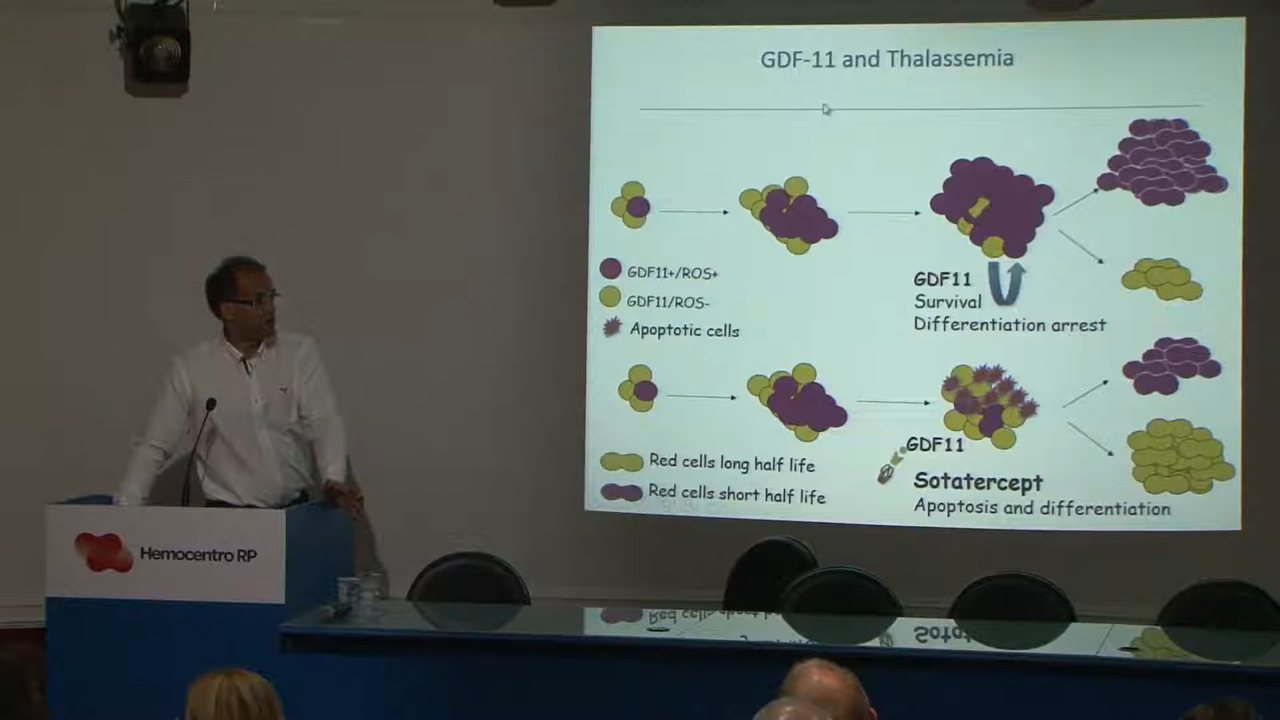 GDF-11 and Thalassemia
GDF11+/ROS+
GDF11/ROS-
Apoptotic cells
GDF11
Survival
Differentiation arrest
Red cells long half life
Red cells short half life
GDF11
Sotatercept
Apoptosis and differentiation
Hemocentro RP